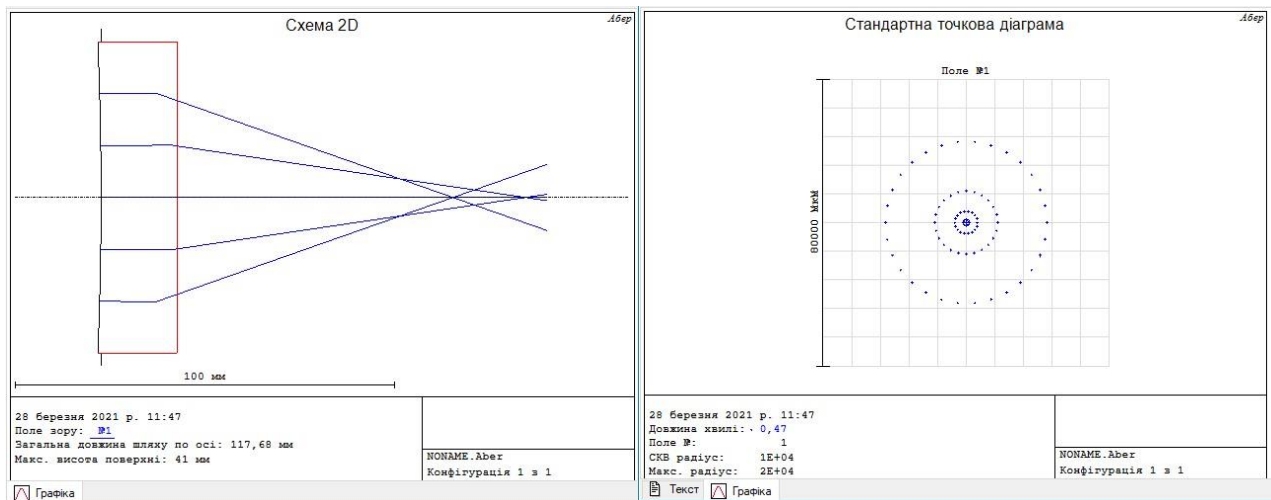 Схема 2D
Абер
100 мм
28 березня 2021 р. 11:47
Поле зору: №1
Загальна довжина шляху по осі: 117,68 мм
Макс. висота поверхні: 41 мм
NONAME.Aber
Конфігурація 1 з 1
Графіка
Стандартна точкова діаграма
Абер
Поле №1
80000 мкм
28 березня 2021 р. 11:47
Довжина хвилі: 0,47
Поле №: 1
СКВ радіус: 1E+04
Макс. радіус: 2E+04
NONAME.Aber
Конфігурація 1 з 1
Текст
Графіка